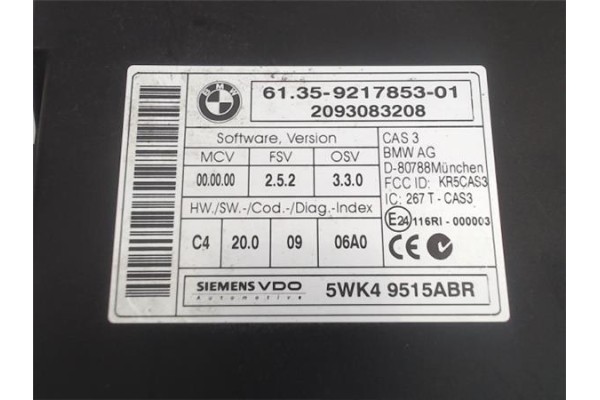 BMW
61.35-9217853-01
2093083208
Software, Version
MCV FSV OSV
00.00.00 2.5.2 3.3.0
HW./SW.-/Cod.-/Diag.-Index
C4 20.0 09 06A0
CAS 3
BMW AG
D-80788München
FCC ID: KR5CAS3
IC: 267 T - CAS3
E24 116RI - 000003
CE
SIEMENS VDO
Automotive
5WK4 9515ABR